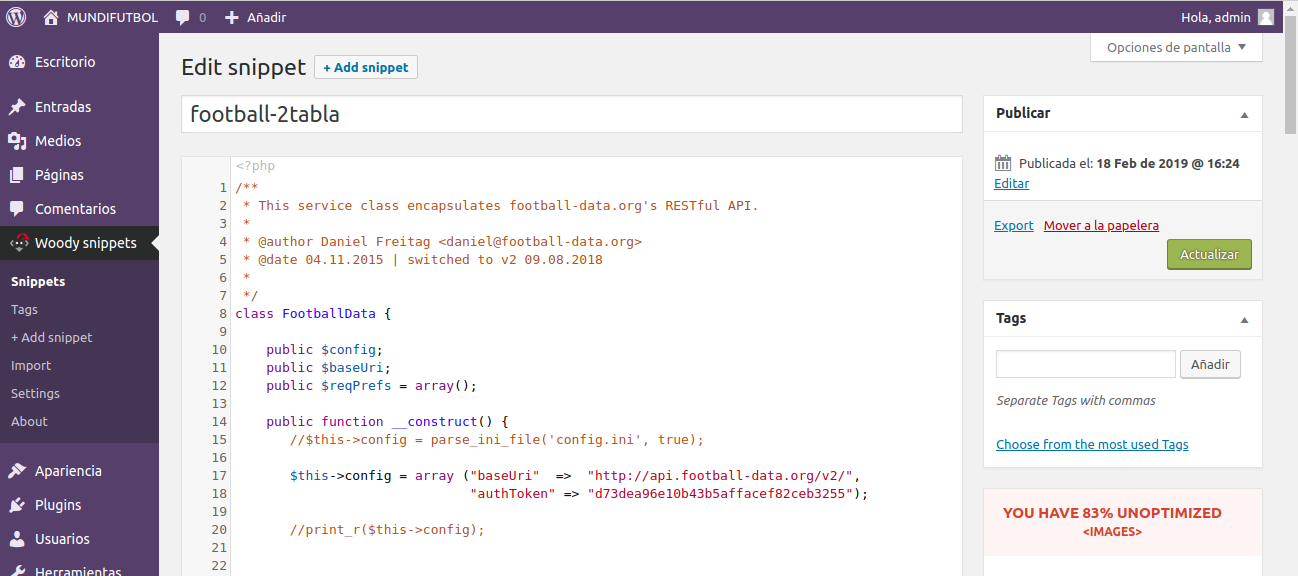 MUNDIFUTBOL 0 Añadir Hola, admin
Opciones de pantalla
Escritorio
Entradas
Medios
Páginas
Comentarios
Woody snippets
Snippets
Tags
+ Add snippet
Import
Settings
About
Apariencia
Plugins
Usuarios
Herramientas
Edit snippet + Add snippet
football-2tabla
<?php
1 /**
2 * This service class encapsulates football-data.org's RESTful API.
3 *
4 * @author Daniel Freitag <daniel@football-data.org>
5 * @date 04.11.2015 | switched to v2 09.08.2018
6 *
7 */
8 class FootballData {
9
10 public $config;
11 public $baseUri;
12 public $reqPrefs = array();
13
14 public function __construct() {
15 //$this->config = parse_ini_file('config.ini', true);
16
17 $this->config = array ("baseUri" => "http://api.football-data.org/v2/",
18 "authToken" => "d73dea96e10b43b5affacef82ceb3255");
19
20 //print_r($this->config);
21
22
Publicar
Publicada el: 18 Feb de 2019 @ 16:24
Editar
Export Mover a la papelera
Actualizar
Tags
Añadir
Separate Tags with commas
Choose from the most used Tags
YOU HAVE 83% UNOPTIMIZED
<IMAGES>